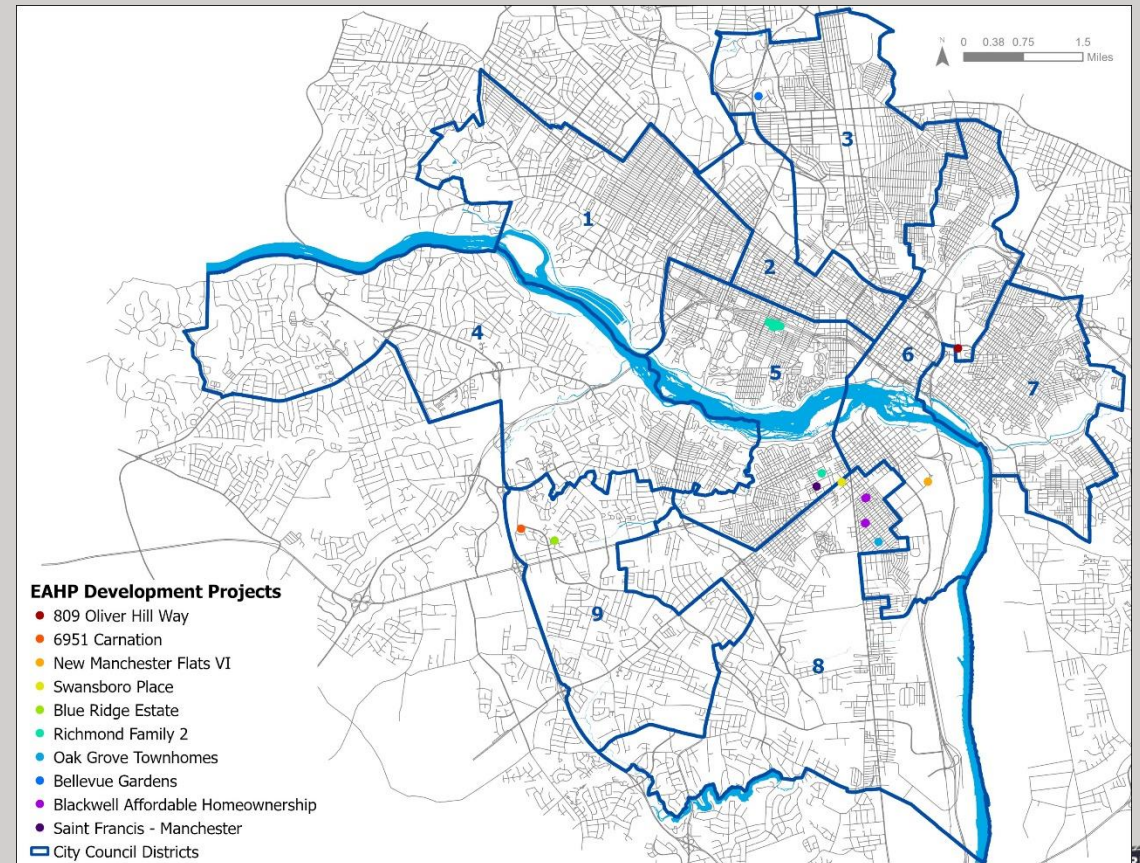 N
0 0.38 0.75 1.5
Miles
3
1
2
4
6
5
7
9
8
EAHP Development Projects
809 Oliver Hill Way
6951 Carnation
New Manchester Flats VI
Swansboro Place
Blue Ridge Estate
Richmond Family 2
Oak Grove Townhomes
Bellevue Gardens
Blackwell Affordable Homeownership
Saint Francis - Manchester
City Council Districts